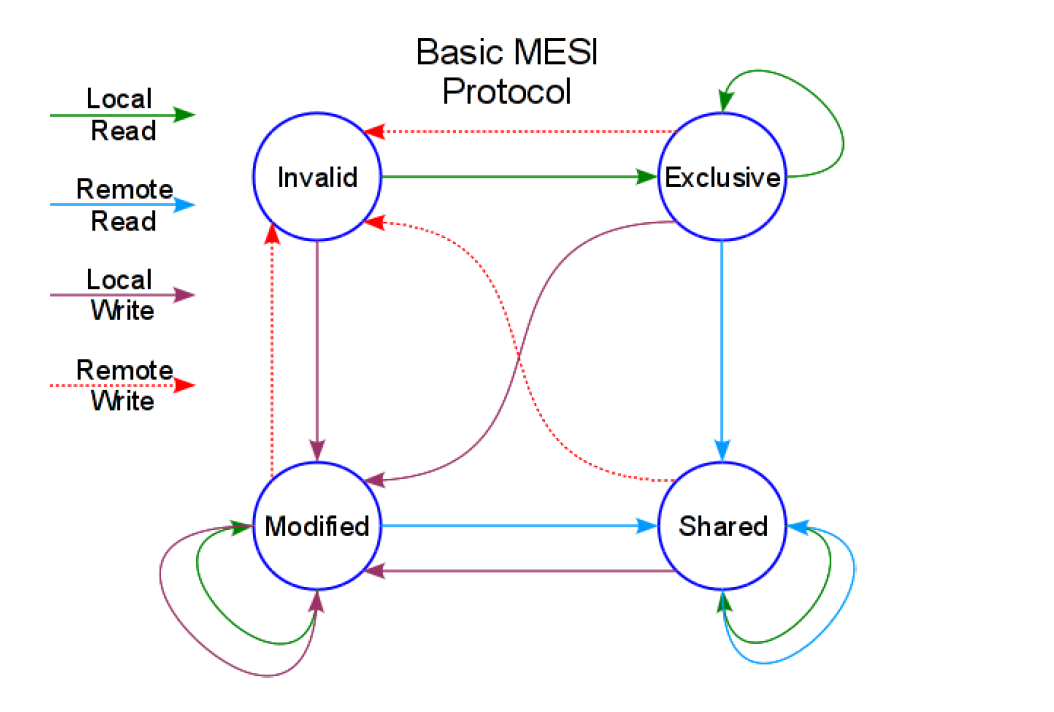 Basic MESI
Protocol
Local
Read
Remote
Read
Local
Write
Remote
Write
Invalid
Exclusive
Modified
Shared